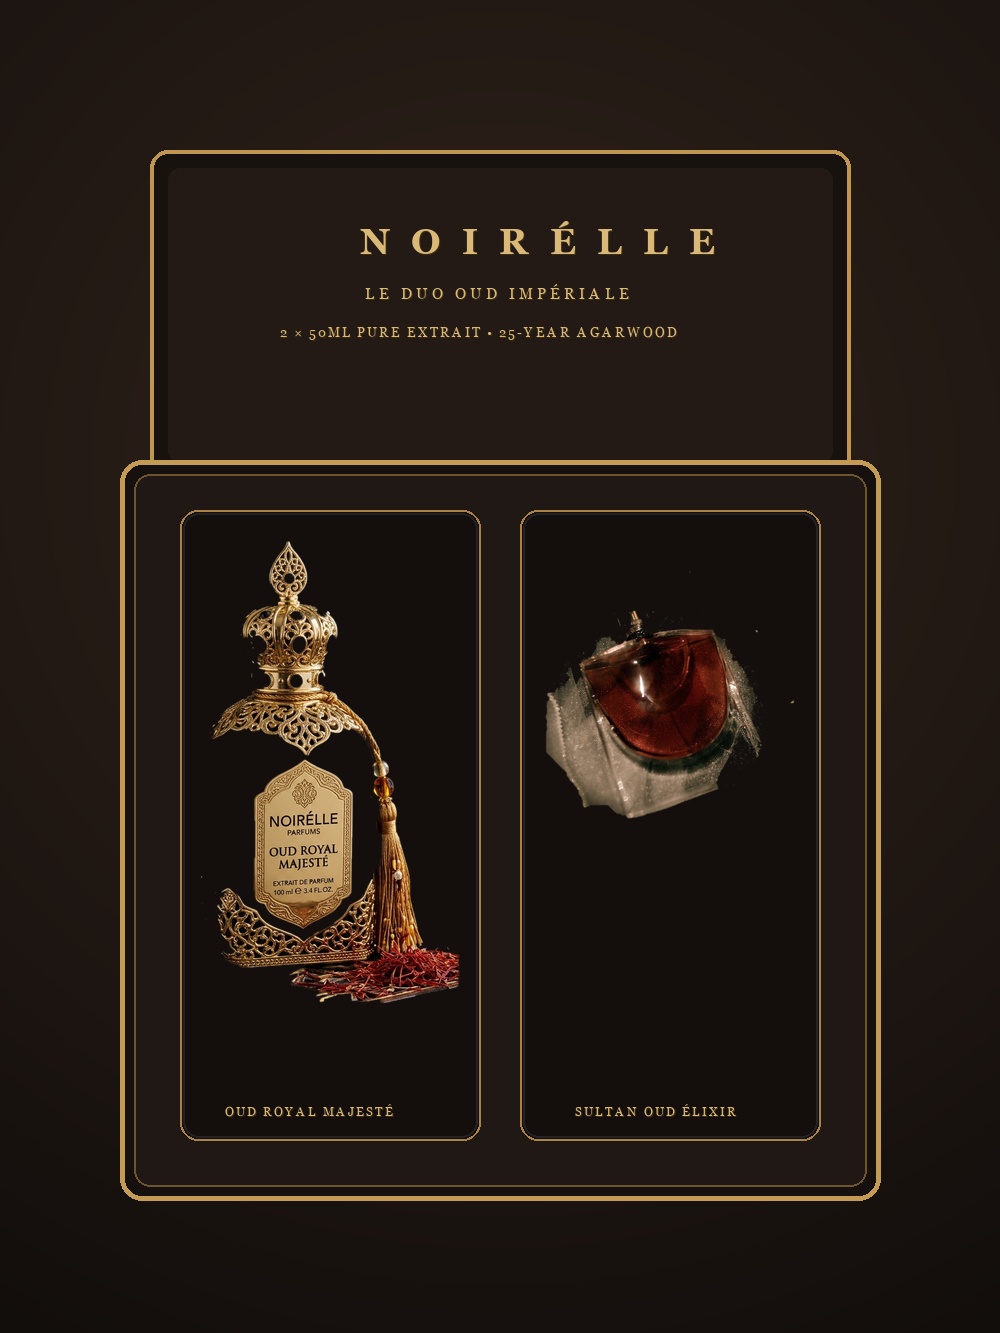 NOIRÉLLE
LE DUO OUD IMPÉRIALE
2 × 50ML PURE EXTRAIT • 25-YEAR AGARWOOD
NOIRÉLLE
PARFUMS
OUD ROYAL
MAJESTÉ
EXTRAIT DE PARFUM
100 ml ℮ 3.4 FL.OZ.
OUD ROYAL MAJESTÉ
SULTAN OUD ÉLIXIR